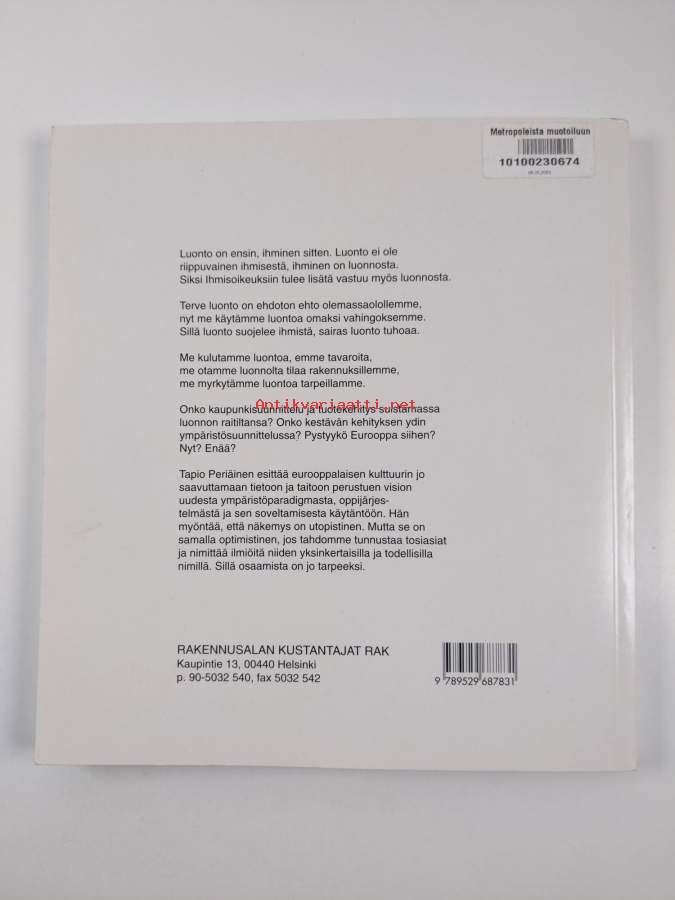 Metropoleista muotoiluun
10100230674
Luonto on ensin, ihminen sitten. Luonto ei ole
riippuvainen ihmisestä, ihminen on luonnosta.
Siksi Ihmisoikeuksiin tulee lisätä vastuu myös luonnosta.
Terve luonto on ehdoton ehto olemassaolollemme,
nyt me käytämme luontoa omaksi vahingoksemme.
Sillä luonto suojelee ihmistä, sairas luonto tuhoaa.
Me kulutamme luontoa, emme tavaroita,
me otamme luonnolta tilaa rakennuksillemme,
me myrkytämme luontoa tarpeillamme.
Antikvariaatti.net
Onko kaupunkisuunnittelu ja tuotekehitys suistamassa
luonnon raitiltansa? Onko kestävän kehityksen ydin
ympäristösuunnittelussa? Pystyykö Eurooppa siihen?
Nyt? Enää?
Tapio Periäinen esittää eurooppalaisen kulttuurin jo
saavuttamaan tietoon ja taitoon perustuen vision
uudesta ympäristöparadigmasta, oppijärjes-
telmästä ja sen soveltamisesta käytäntöön. Hän
myöntää, että näkemys on utopistinen. Mutta se on
samalla optimistinen, jos tahdomme tunnustaa tosiasiat
ja nimittää ilmiöitä niiden yksinkertaisilla ja todellisilla
nimillä. Sillä osaamista on jo tarpeeksi.
RAKENNUSALAN KUSTANTAJAT RAK
Kaupintie 13, 00440 Helsinki
p. 90-5032 540, fax 5032 542
9 789529 687831